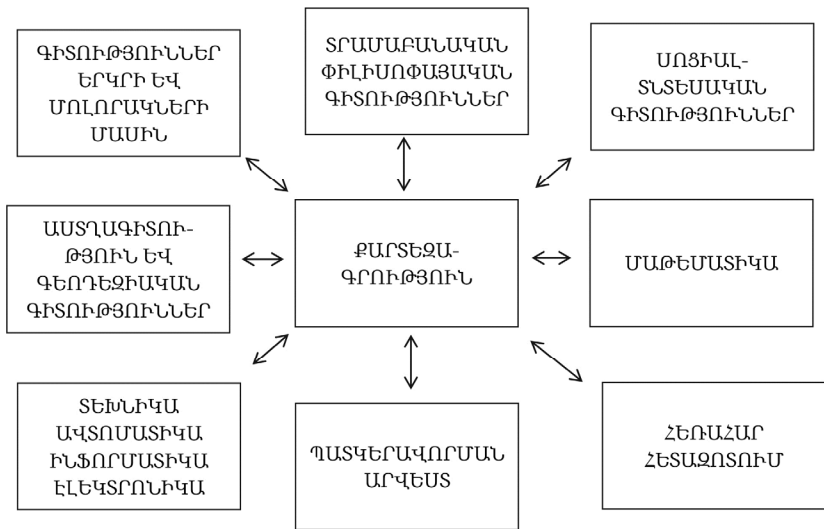 ԳԻՏՈՒԹՅՈՒՆՆԵՐ
ԵՐԿՐԻ ԵՎ
ՄՈԼՈՐԱԿՆԵՐԻ
ՄԱՍԻՆ
ՏՐԱՄԱԲԱՆԱԿԱՆ
ՓԻԼԻՍՈՓԱՅԱԿԱՆ
ԳԻՏՈՒԹՅՈՒՆՆԵՐ
ՍՈՑԻԱԼ-
ՏՆՏԵՍԱԿԱՆ
ԳԻՏՈՒԹՅՈՒՆՆԵՐ
ԱՍՏՂԱԳԻՏՈՒ-
ԹՅՈՒՆ ԵՎ
ԳԵՈԴԵԶԻԱԿԱՆ
ԳԻՏՈՒԹՅՈՒՆՆԵՐ
ՔԱՐՏԵԶԱ-
ԳՐՈՒԹՅՈՒՆ
ՄԱԹԵՄԱՏԻԿԱ
ՏԵԽՆԻԿԱ
ԱՎՏՈՄԱՏԻԿԱ
ԻՆՖՈՐՄԱՏԻԿԱ
ԷԼԵԿՏՐՈՆԻԿԱ
ՊԱՏԿԵՐԱՎՈՐՄԱՆ
ԱՐՎԵՍՏ
ՀԵՌԱՀԱՐ
ՀԵՏԱԶՈՏՈՒՄ